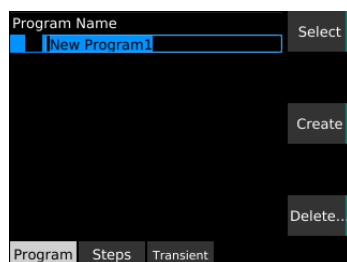 Program Name
Select
New Program1
Create
Delete..
Program Steps Transient